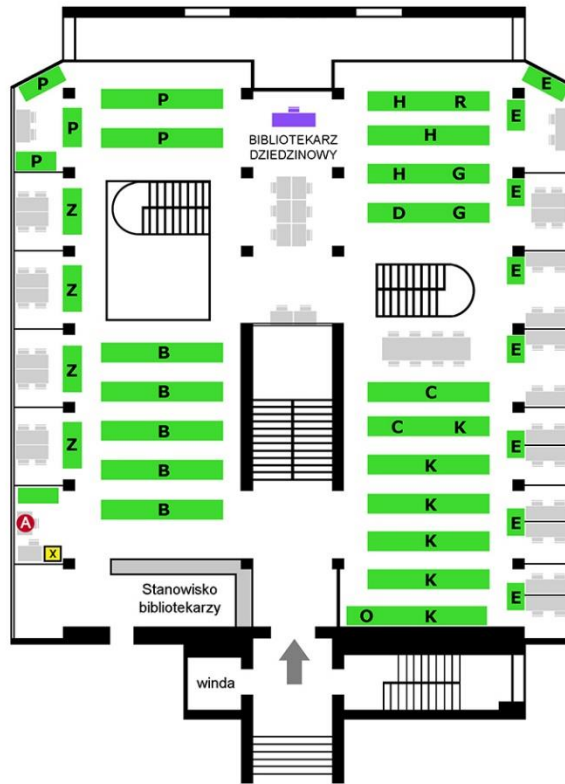 P
E
P
H R
P
E
P
BIBLIOTEKARZ
DZIEDZINOWY
H
P
H G
Z
E
D G
Z
E
B
Z
E
B
C
B
Z
C K
E
B
K
B
K
A
E
X
K
K
Stanowisko
bibliotekarzy
E
O K
winda